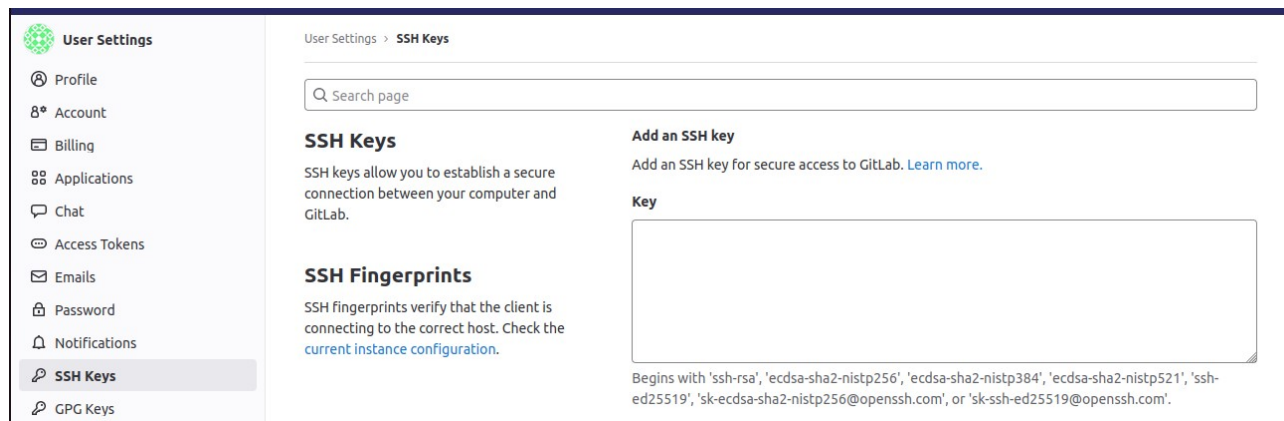 User Settings
Profile
Account
Billing
Applications
Chat
Access Tokens
Emails
Password
Notifications
SSH Keys
GPG Keys
User Settings > SSH Keys
Search page
SSH Keys
SSH keys allow you to establish a secure
connection between your computer and
GitLab.
SSH Fingerprints
SSH fingerprints verify that the client is
connecting to the correct host. Check the
current instance configuration.
Add an SSH key
Add an SSH key for secure access to GitLab. Learn more.
Key
Begins with 'ssh-rsa', 'ecdsa-sha2-nistp256', 'ecdsa-sha2-nistp384', 'ecdsa-sha2-nistp521', 'ssh-
ed25519', 'sk-ecdsa-sha2-nistp256@openssh.com', or 'sk-ssh-ed25519@openssh.com'.